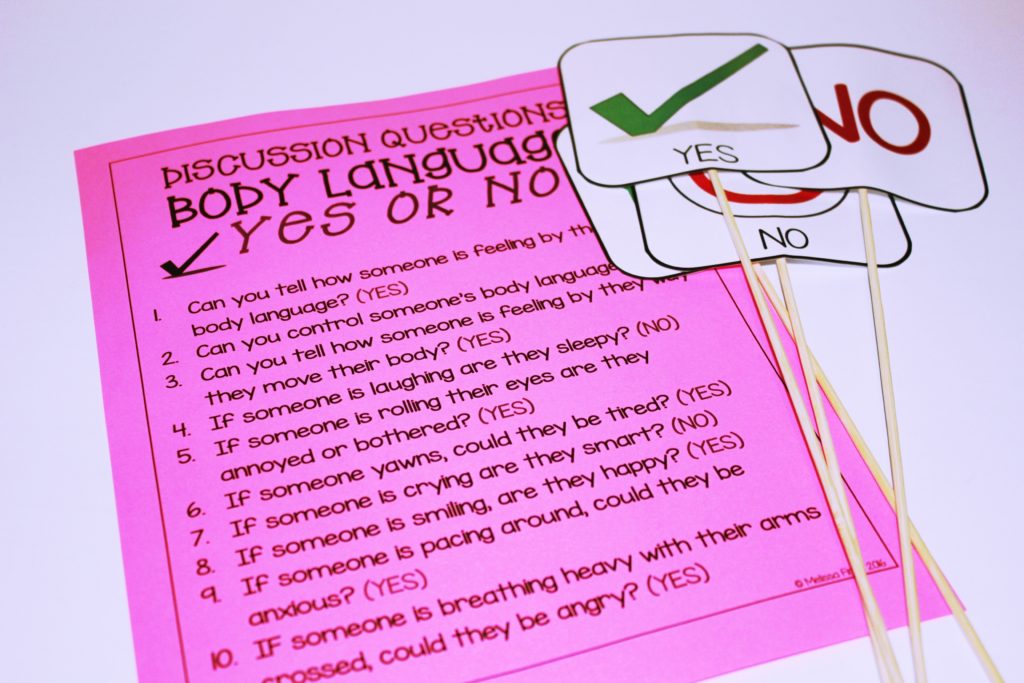 DISCUSSION QUESTIONS
BODY LANGUAGE
YES OR NO
1. Can you tell how someone is feeling by
body language? (YES)
2. Can you control someone's body language
3. Can you tell how someone is feeling by they way
they move their body? (YES)
4. If someone is laughing are they sleepy? (NO)
5. If someone is rolling their eyes are they
annoyed or bothered? (YES)
6. If someone yawns, could they be tired? (YES)
7. If someone is crying are they smart? (NO)
8. If someone is smiling, are they happy? (YES)
9. If someone is pacing around, could they be
anxious? (YES)
10. IF someone is breathing heavy with their arms
crossed, could they be angry? (YES)
© Melissa 2016
YES
NO
NO